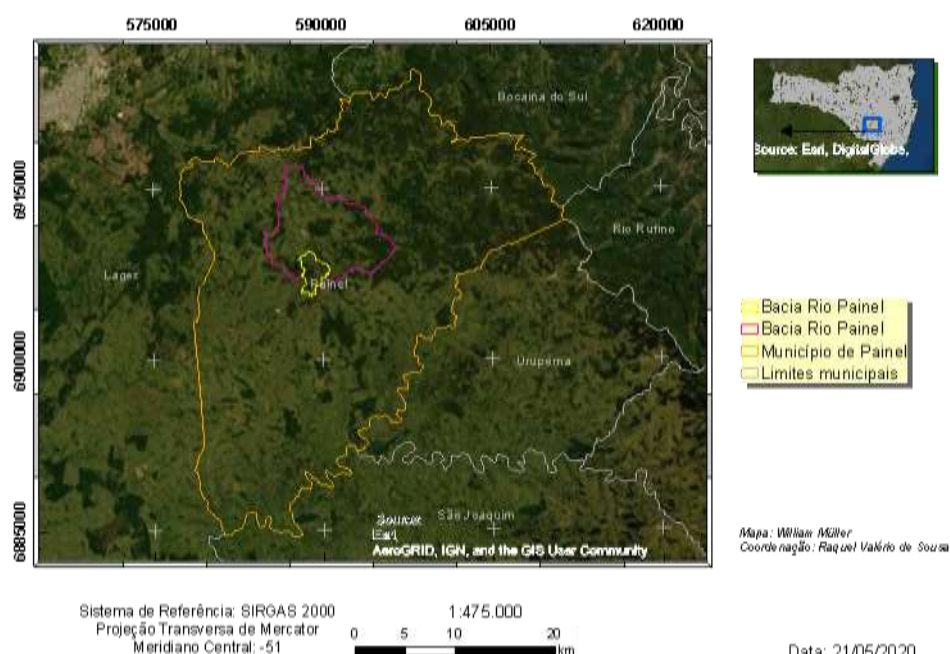 575000 590000 605000 620000
6915000
6900000
6885000
Bocaina do Sul
Rio Rufino
Lages
Painel
Urupema
São Joaquim
Source:
Esri
AeroGRID, IGN, and the GIS User Community
Source: Esri, DigitalGlobe,
Bacia Rio Painel
Bacia Rio Painel
Município de Painel
Limites municipais
Mapa: William Müller
Coordenação: Raquel Valério de Sousa
Sistema de Referência: SIRGAS 2000
Projeção Transversa de Mercator
Meridiano Central: -51
1:475.000
0 5 10 20
km
Data: 21/05/2020